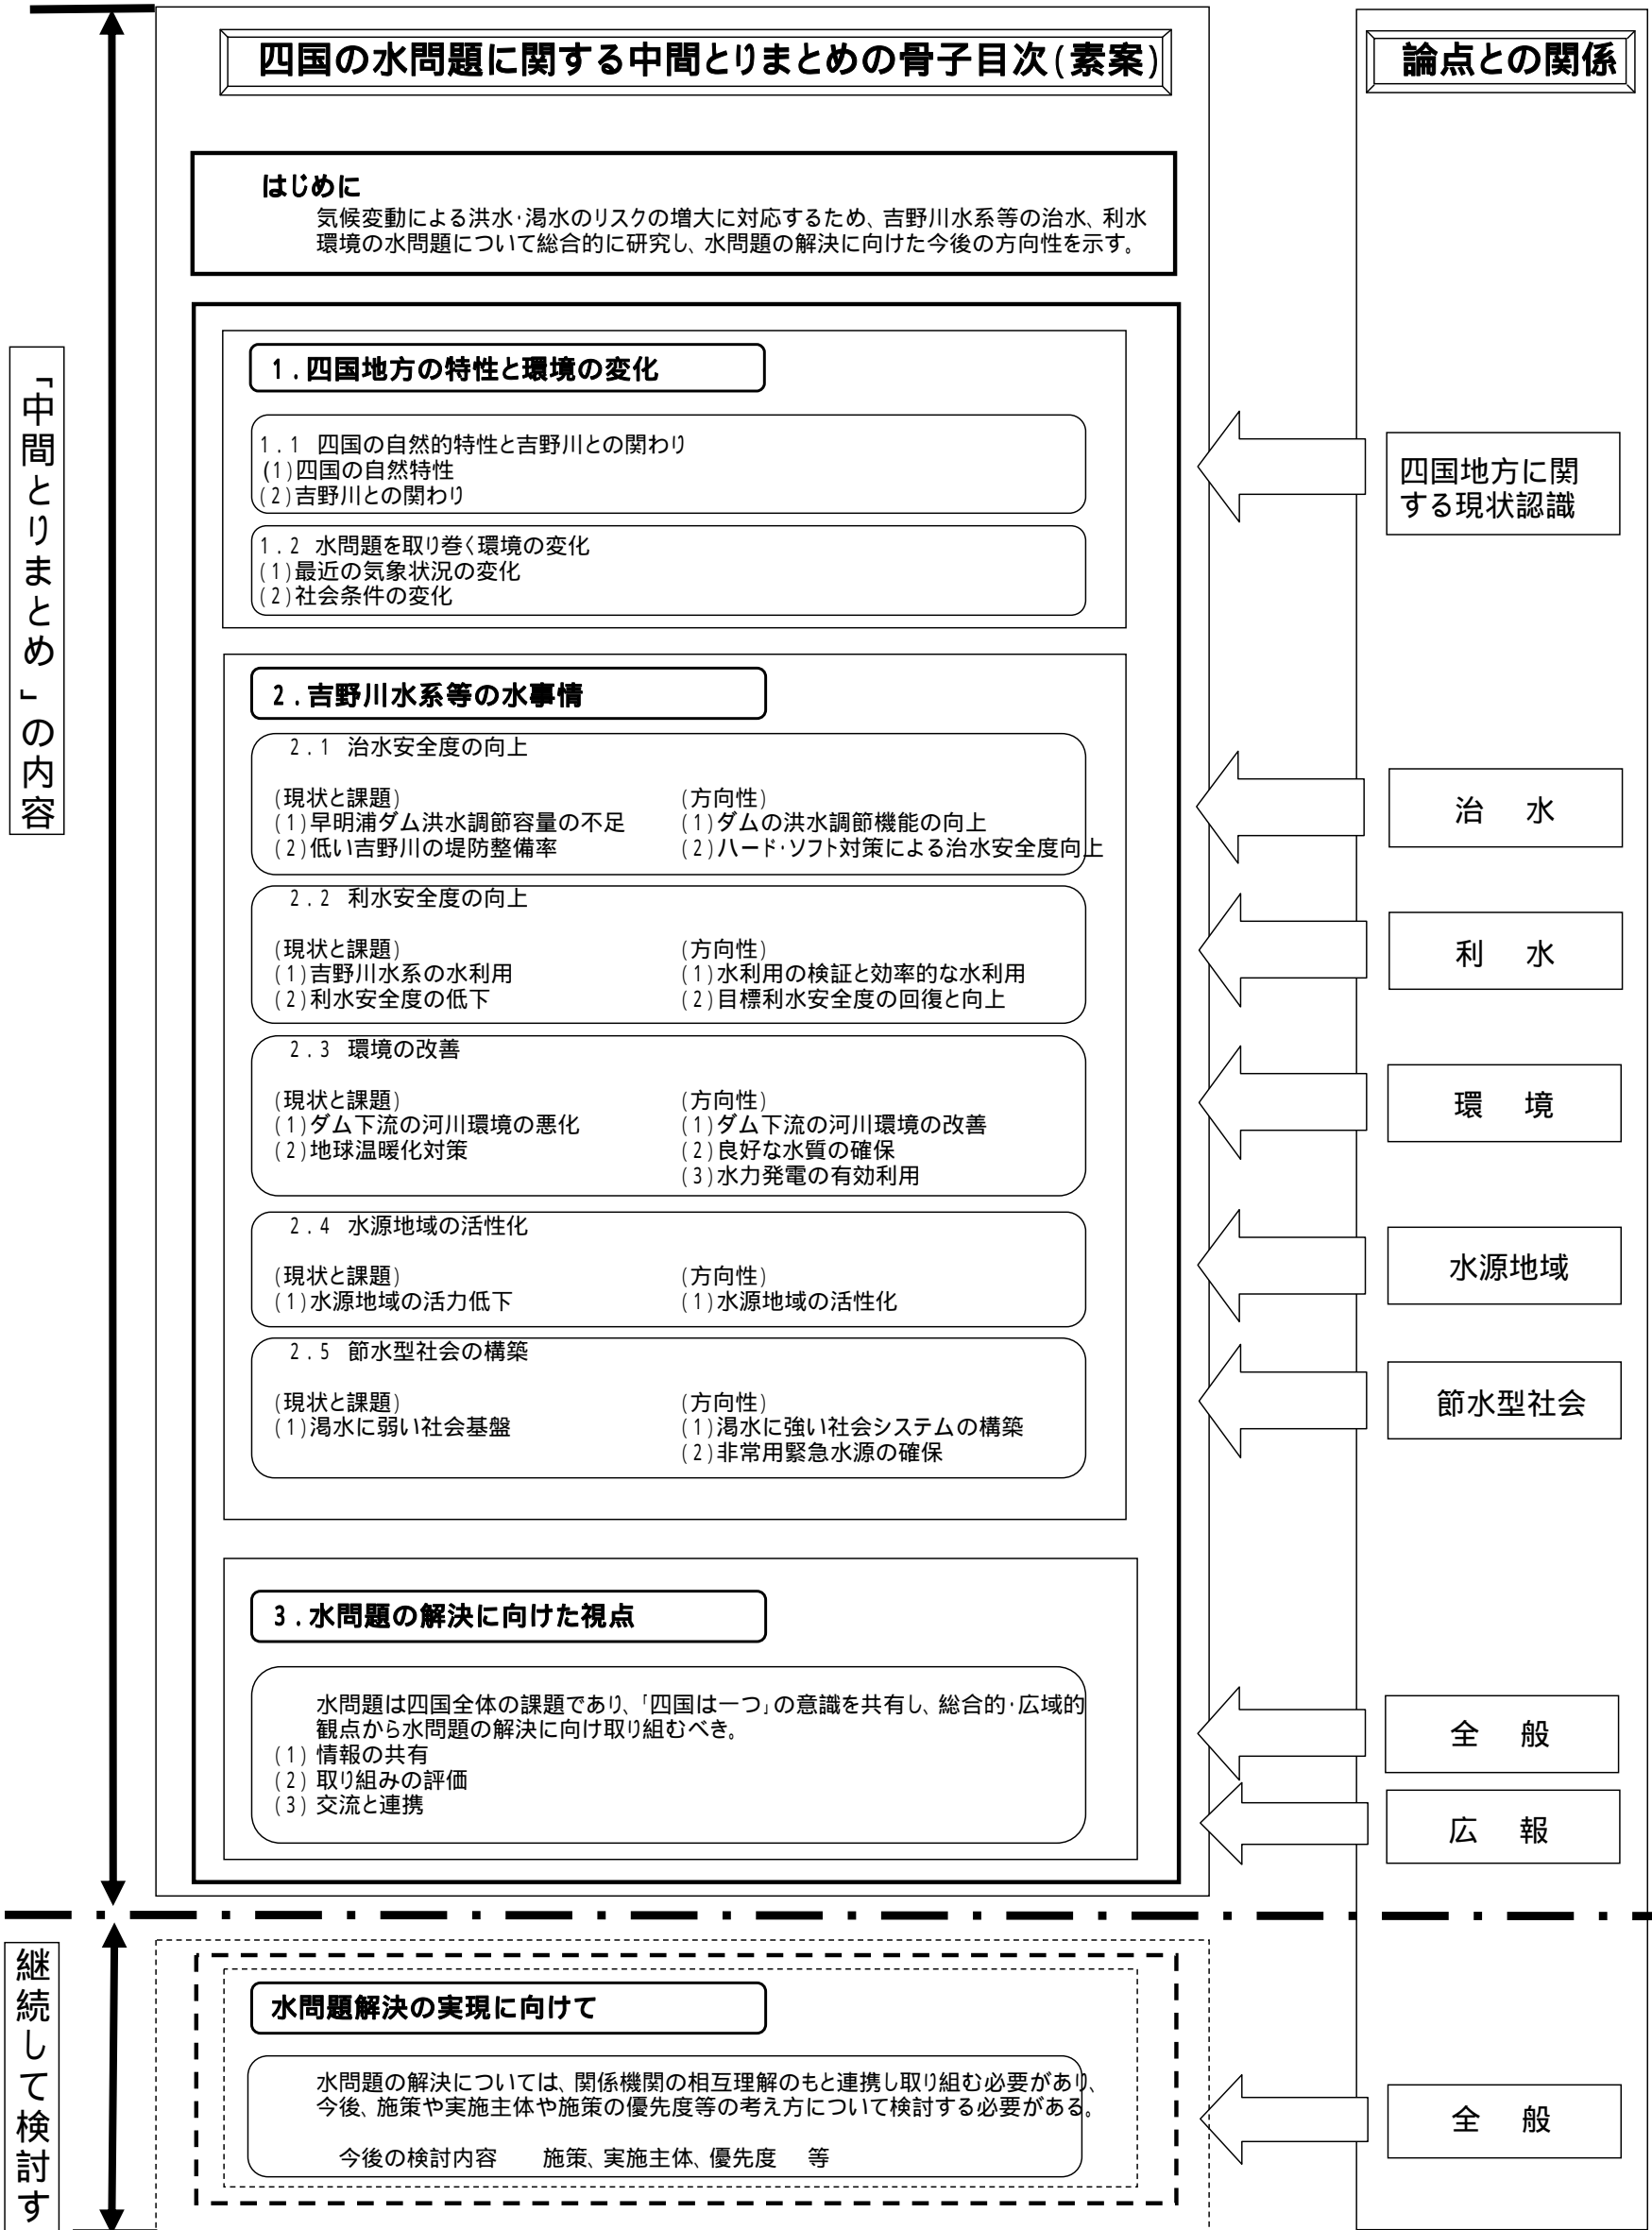 四国の水問題に関する中間とりまとめの骨子目次(素案)
論点との関係
「中間とりまとめ」の内容
はじめに
気候変動による洪水・渇水のリスクの増大に対応するため、吉野川水系等の治水、利水
環境の水問題について総合的に研究し、水問題の解決に向けた今後の方向性を示す。
1.四国地方の特性と環境の変化
1.1 四国の自然的特性と吉野川との関わり
(1)四国の自然特性
(2)吉野川との関わり
1.2 水問題を取り巻く環境の変化
(1)最近の気象状況の変化
(2)社会条件の変化
四国地方に関
する現状認識
2.吉野川水系等の水事情
2.1 治水安全度の向上
(現状と課題)
(1)早明浦ダム洪水調節容量の不足
(2)低い吉野川の堤防整備率
(方向性)
(1)ダムの洪水調節機能の向上
(2)ハード・ソフト対策による治水安全度向上
治 水
2.2 利水安全度の向上
(現状と課題)
(1)吉野川水系の水利用
(2)利水安全度の低下
(方向性)
(1)水利用の検証と効率的な水利用
(2)目標利水安全度の回復と向上
利 水
2.3 環境の改善
(現状と課題)
(1)ダム下流の河川環境の悪化
(2)地球温暖化対策
(方向性)
(1)ダム下流の河川環境の改善
(2)良好な水質の確保
(3)水力発電の有効利用
環 境
2.4 水源地域の活性化
(現状と課題)
(1)水源地域の活力低下
(方向性)
(1)水源地域の活性化
水源地域
2.5 節水型社会の構築
(現状と課題)
(1)渇水に弱い社会基盤
(方向性)
(1)渇水に強い社会システムの構築
(2)非常用緊急水源の確保
節水型社会
3.水問題の解決に向けた視点
水問題は四国全体の課題であり、「四国は一つ」の意識を共有し、総合的・広域的
観点から水問題の解決に向け取り組むべき。
(1) 情報の共有
(2) 取り組みの評価
(3) 交流と連携
全 般
広 報
継続して検討す
水問題解決の実現に向けて
水問題の解決については、関係機関の相互理解のもと連携し取り組む必要があり、
今後、施策や実施主体や施策の優先度等の考え方について検討する必要がある。
今後の検討内容 施策、実施主体、優先度 等
全 般